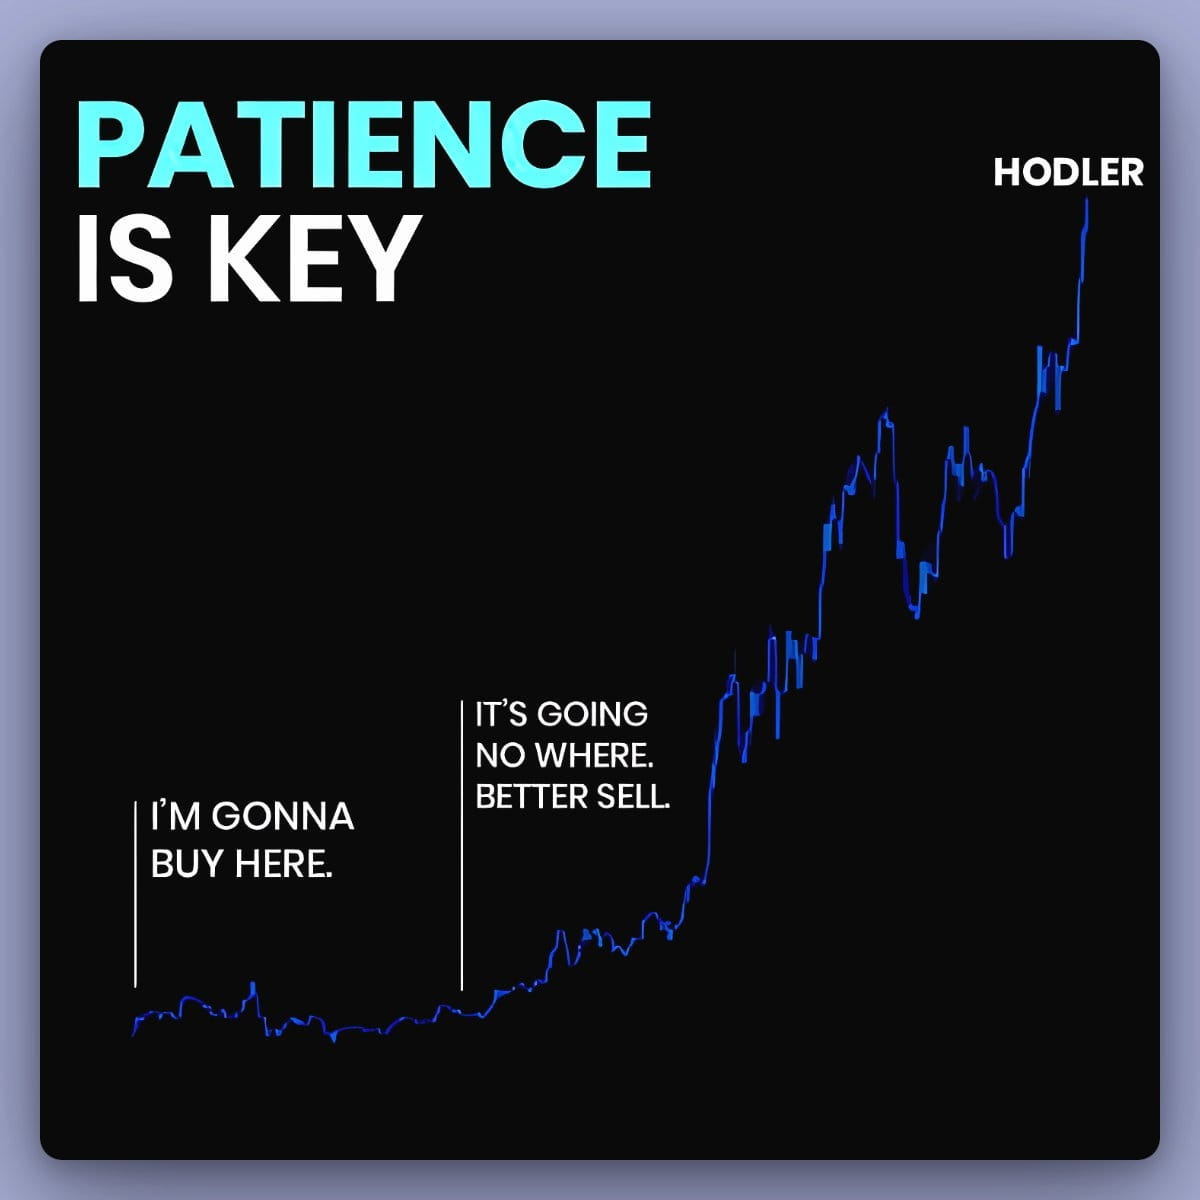 PATIENCE
IS KEY
HODLER
IT’S GOING
NO WHERE.
BETTER SELL.
I’M GONNA
BUY HERE.